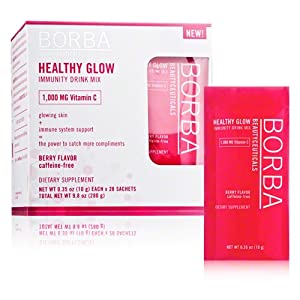 NEW!
BORBA
HEALTHY GLOW
IMMUNITY DRINK MIX
1,000 MG Vitamin C
glowing skin
+
immune system support
+
the power to catch more compliments
BERRY FLAVOR
caffeine-free
DIETARY SUPPLEMENT
NET WT 0.35 oz (10 g) EACH x 28 SACHETS
TOTAL NET WT 9.8 oz (280 g)
HEALTHY GLOW
IMMUNITY DRINK MIX
1,000 MG Vitamin C
BORBA
BEAUTYCEUTICALS
BERRY FLAVOR
caffeine-free
DIETARY SUPPLEMENT
NET WT 0.35 oz (10 g)